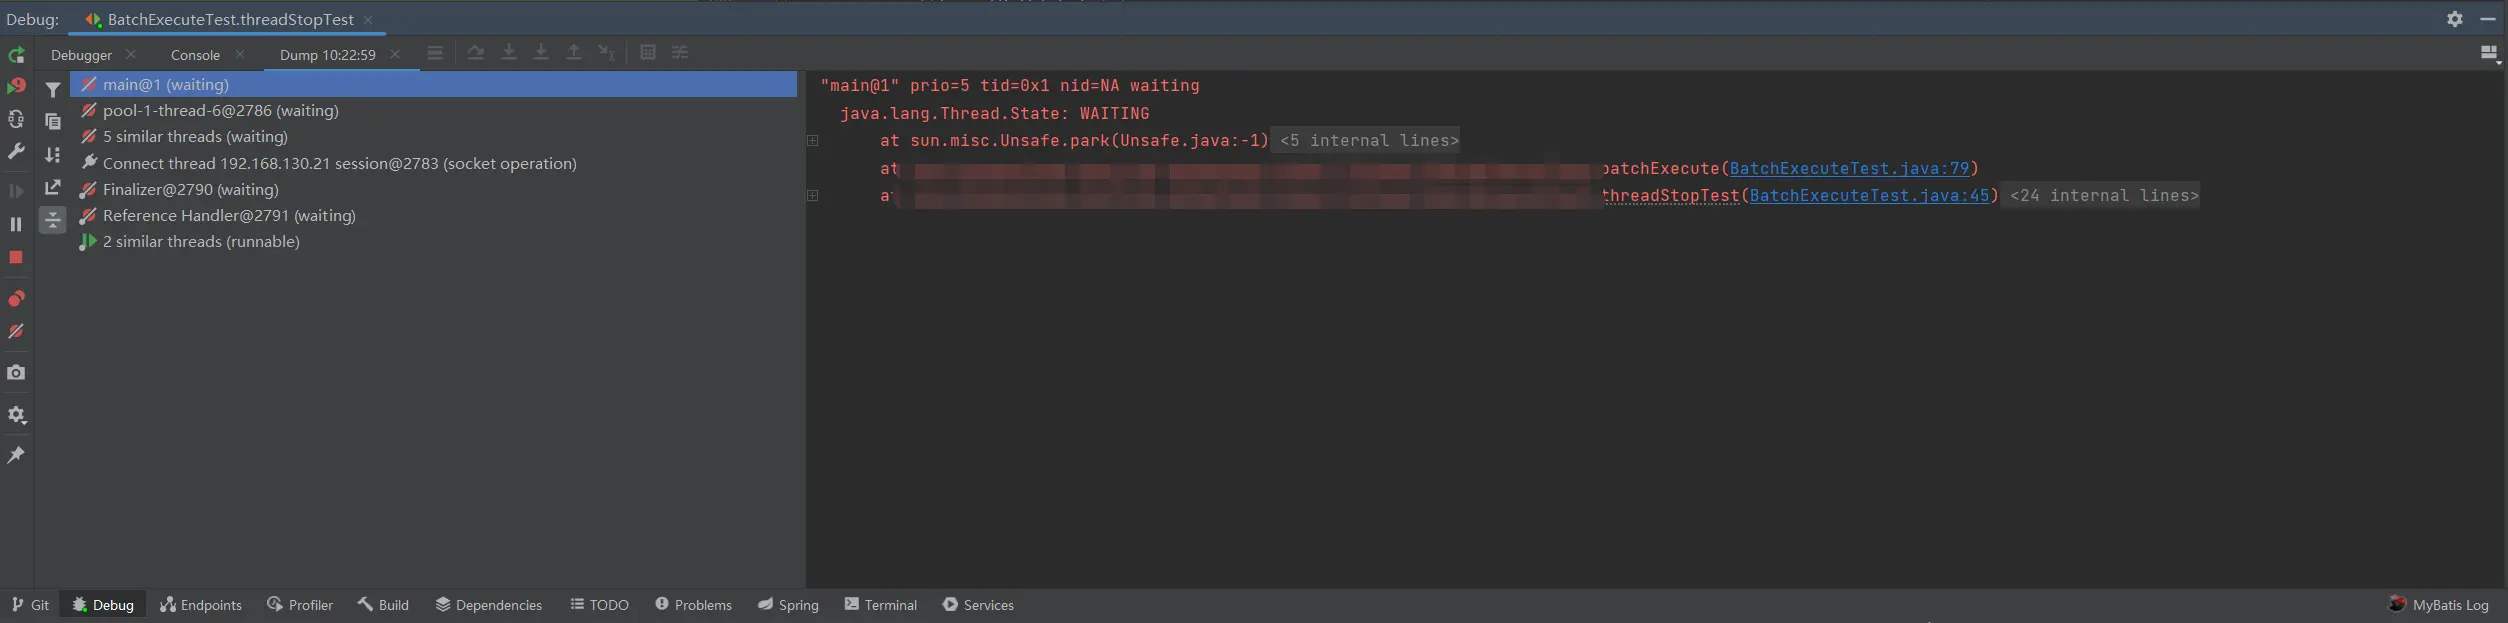 Debug: BatchExecuteTest.threadStopTest
Debugger Console Dump 10:22:59
main@1 (waiting)
pool-1-thread-6@2786 (waiting)
5 similar threads (waiting)
Connect thread 192.168.130.21 session@2783 (socket operation)
Finalizer@2790 (waiting)
Reference Handler@2791 (waiting)
2 similar threads (runnable)
"main@1" prio=5 tid=0x1 nid=NA waiting
java.lang.Thread.State: WAITING
at sun.misc.Unsafe.park(Unsafe.java:-1) <5 internal lines>
at batchExecute(BatchExecuteTest.java:79)
a threadStopTest(BatchExecuteTest.java:45) <24 internal lines>
Git Debug Endpoints Profiler Build Dependencies TODO Problems Spring Terminal Services MyBatis Log